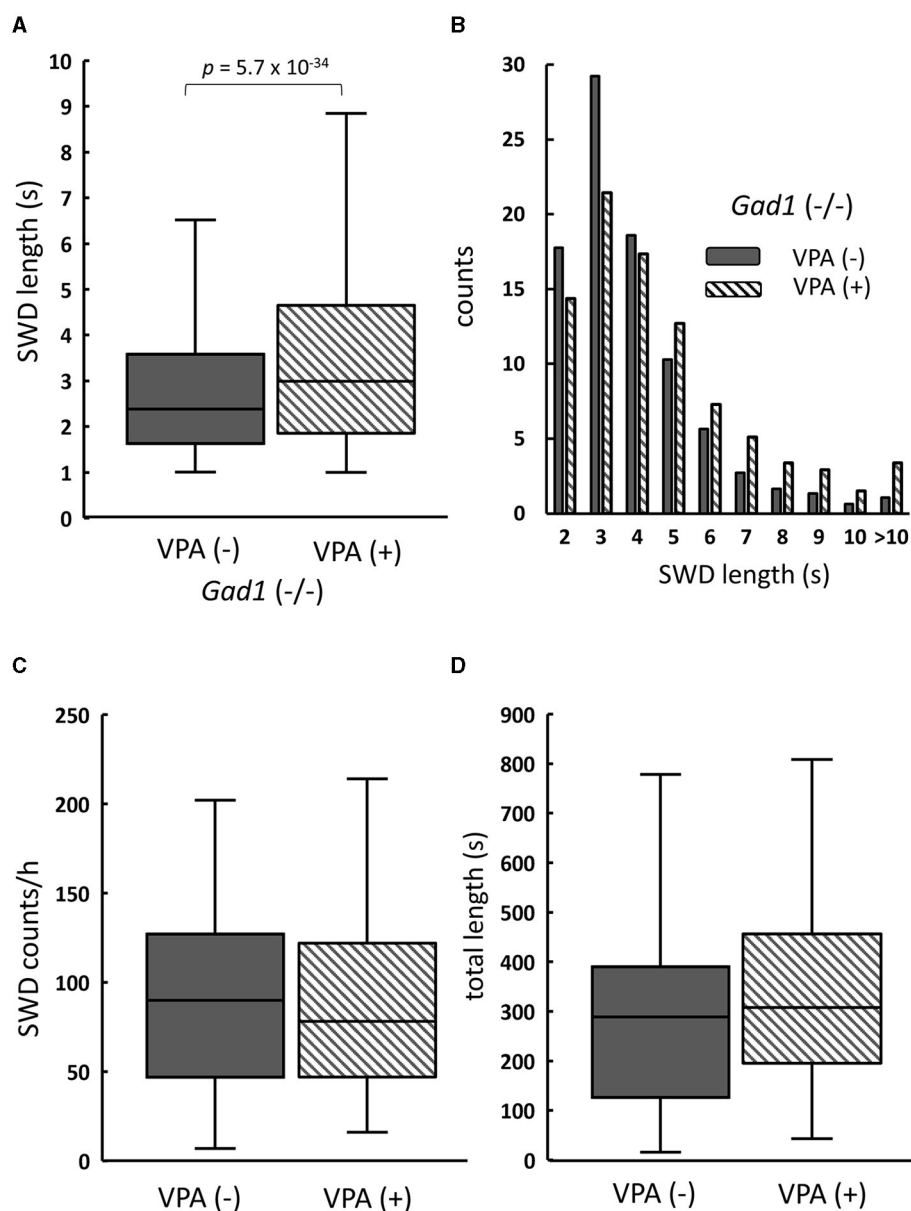 A
p = 5.7 x 10-34
10
9
8
7
6
5
4
3
2
1
0
SWD length (s)
VPA (-) VPA (+)
Gad1 (-/-)
B
30
25
20
15
10
5
0
counts
Gad1 (-/-)
VPA (-)
VPA (+)
2 3 4 5 6 7 8 9 10 >10
SWD length (s)
C
250
200
150
100
50
0
SWD counts/h
VPA (-) VPA (+)
D
900
800
700
600
500
400
300
200
100
0
total length (s)
VPA (-) VPA (+)